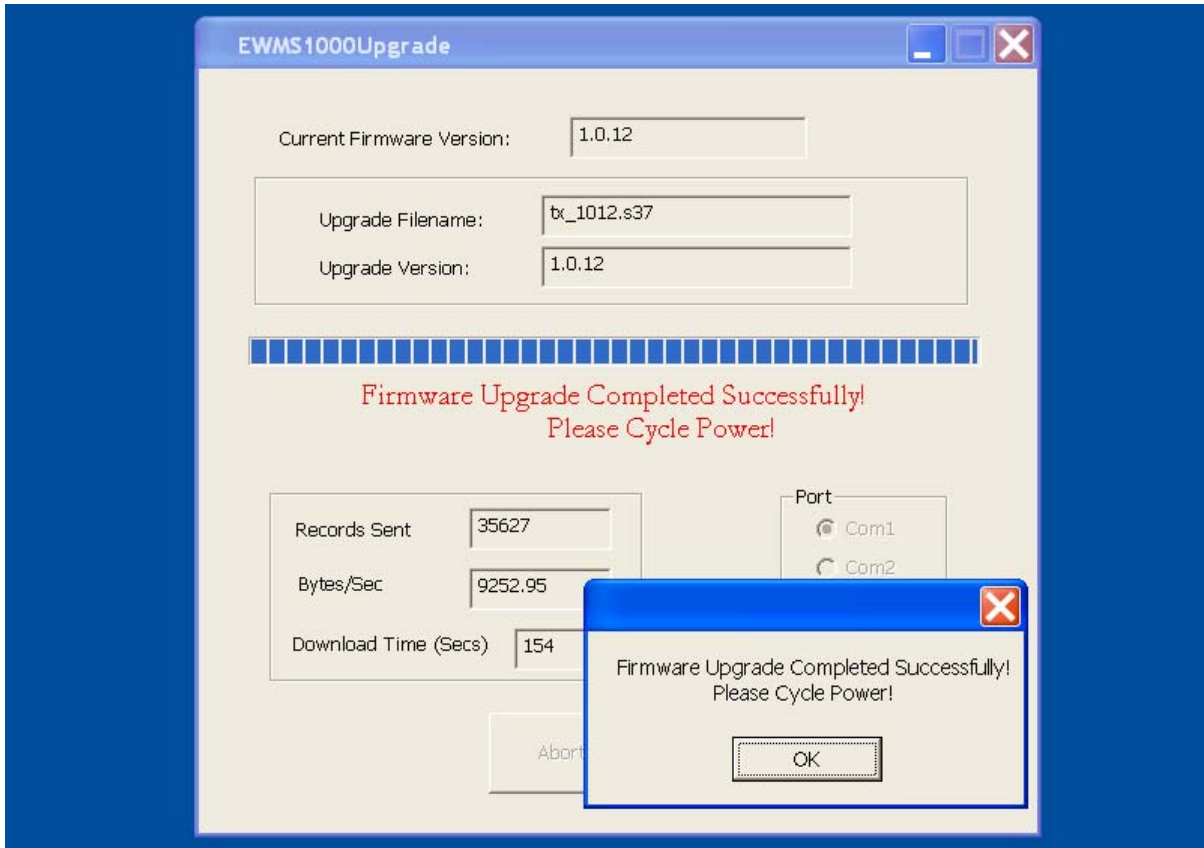 EWMS1000Upgrade
Current Firmware Version: 1.0.12
Upgrade Filename: tx_1012.s37
Upgrade Version: 1.0.12
Firmware Upgrade Completed Successfully!
Please Cycle Power!
Port
Records Sent 35627
Com1
Bytes/Sec 9252.95
Com2
Download Time (Secs) 154
Firmware Upgrade Completed Successfully!
Please Cycle Power!
Abort
OK